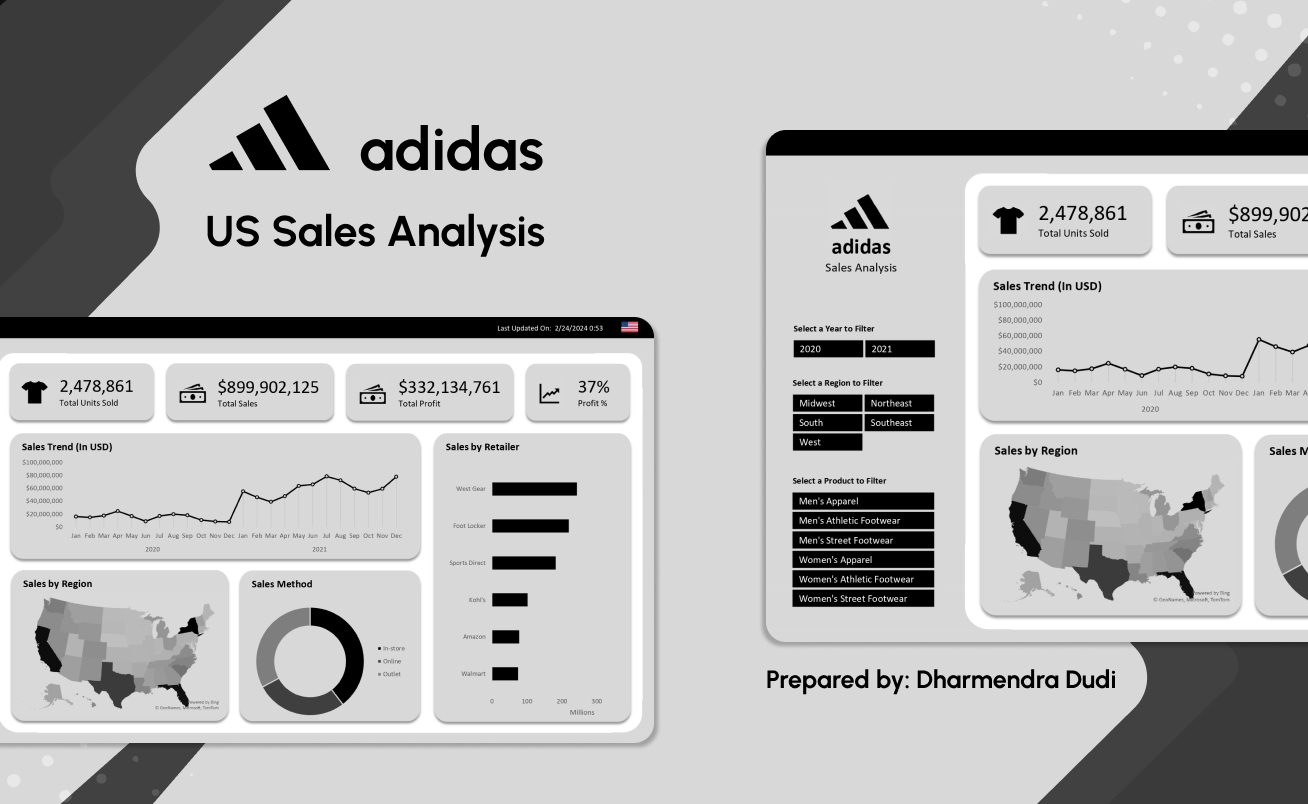 adidas
US Sales Analysis
Last Updated On: 2/24/2024 0:53
2,478,861
Total Units Sold
$899,902,125
Total Sales
$332,134,761
Total Profit
37%
Profit %
Sales Trend (In USD)
$100,000,000
$80,000,000
$60,000,000
$40,000,000
$20,000,000
$0
Jan Feb Mar Apr May Jun Jul Aug Sep Oct Nov Dec Jan Feb Mar Apr May Jun Jul Aug Sep Oct Nov Dec
2020 2021
Sales by Retailer
West Gear
Foot Locker
Sports Direct
Kohl's
Amazon
Walmart
0 100 200 300
Millions
Sales by Region
Powered by Bing
© GeoNames, Microsoft, TomTom
Sales Method
In-store
Online
Outlet
adidas
Sales Analysis
Select a Year to Filter
2020 2021
Select a Region to Filter
Midwest Northeast
South Southeast
West
Select a Product to Filter
Men's Apparel
Men's Athletic Footwear
Men's Street Footwear
Women's Apparel
Women's Athletic Footwear
Women's Street Footwear
2,478,861
Total Units Sold
$899,902
Total Sales
Sales Trend (In USD)
$100,000,000
$80,000,000
$60,000,000
$40,000,000
$20,000,000
$0
Jan Feb Mar Apr May Jun Jul Aug Sep Oct Nov Dec Jan Feb Mar A
2020
Sales by Region
Powered by Bing
© GeoNames, Microsoft, TomTom
Sales M
Prepared by: Dharmendra Dudi